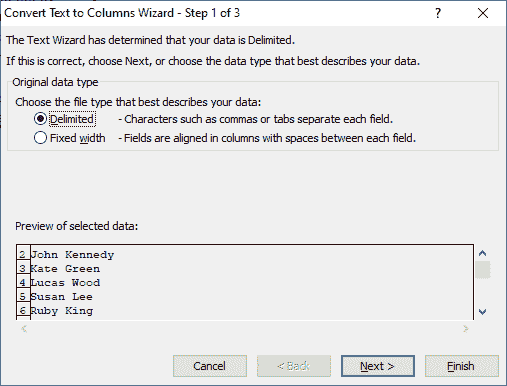 Convert Text to Columns Wizard - Step 1 of 3 ? ×
The Text Wizard has determined that your data is Delimited.
If this is correct, choose Next, or choose the data type that best describes your data.
Original data type
Choose the file type that best describes your data:
Delimited - Characters such as commas or tabs separate each field.
Fixed width - Fields are aligned in columns with spaces between each field.
Preview of selected data:
2 John Kennedy
3 Kate Green
4 Lucas Wood
5 Susan Lee
6 Ruby King
Cancel < Back Next > Finish